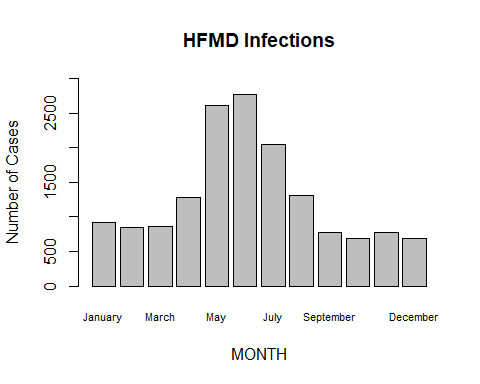 HFMD Infections
Number of Cases
2500
1500
500
0
January March May July September December
MONTH